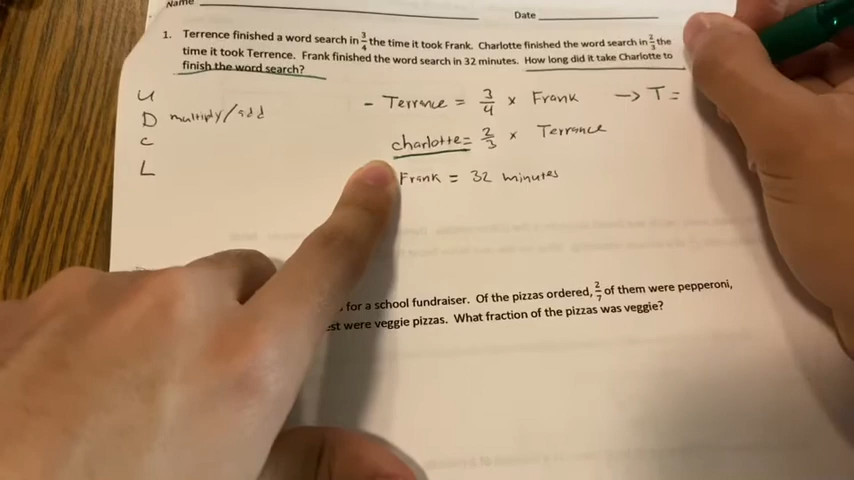 Name
Date
1. Terrence finished a word search in 3/4 the time it took Frank. Charlotte finished the word search in 2/3 the
time it took Terrence. Frank finished the word search in 32 minutes. How long did it take Charlotte to
finish the word search?
U
D multiply/add
C
L
- Terrence = 3/4 x Frank → T =
charlotte = 2/3 x Terrance
Frank = 32 minutes
for a school fundraiser. Of the pizzas ordered, 2/7 of them were pepperoni,
were veggie pizzas. What fraction of the pizzas was veggie?